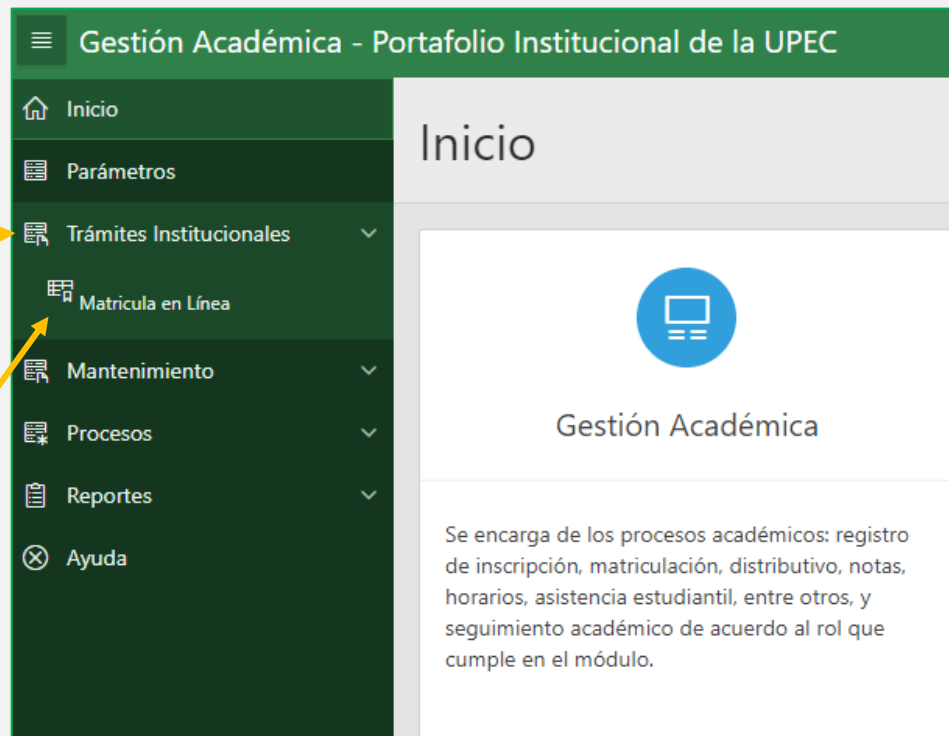 Gestión Académica - Portafolio Institucional de la UPEC
Inicio
Parámetros
Trámites Institucionales
Matricula en Línea
Mantenimiento
Procesos
Reportes
Ayuda
Inicio
Gestión Académica
Se encarga de los procesos académicos: registro
de inscripción, matriculación, distributivo, notas,
horarios, asistencia estudiantil, entre otros, y
seguimiento académico de acuerdo al rol que
cumple en el módulo.